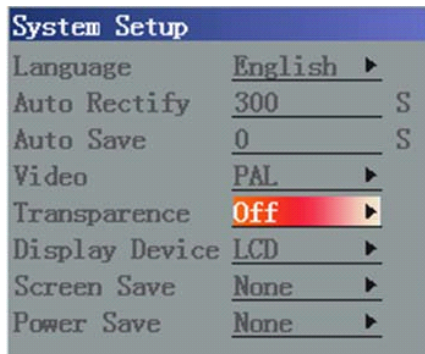 System Setup
Language English
Auto Rectify 300 S
Auto Save 0 S
Video PAL
Transparence Off
Display Device LCD
Screen Save None
Power Save None